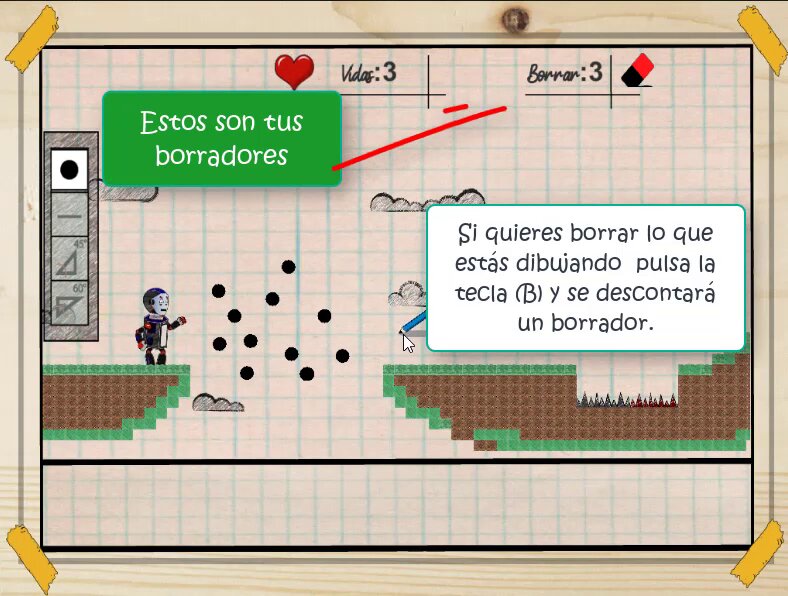 Vidas:3
Borrar:3
Estos son tus
borradores
45°
60°
Si quieres borrar lo que
estás dibujando pulsa la
tecla (B) y se descontará
un borrador.